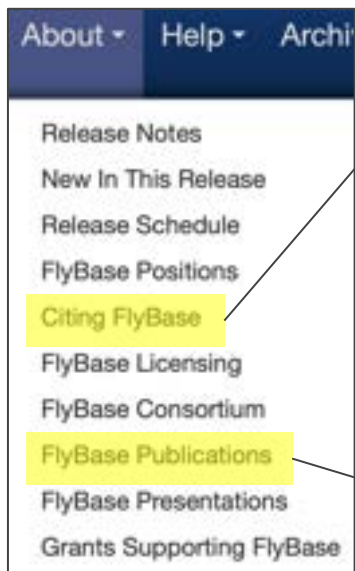 About Help Archi
Release Notes
New In This Release
Release Schedule
FlyBase Positions
Citing FlyBase
FlyBase Licensing
FlyBase Consortium
FlyBase Publications
FlyBase Presentations
Grants Supporting FlyBase